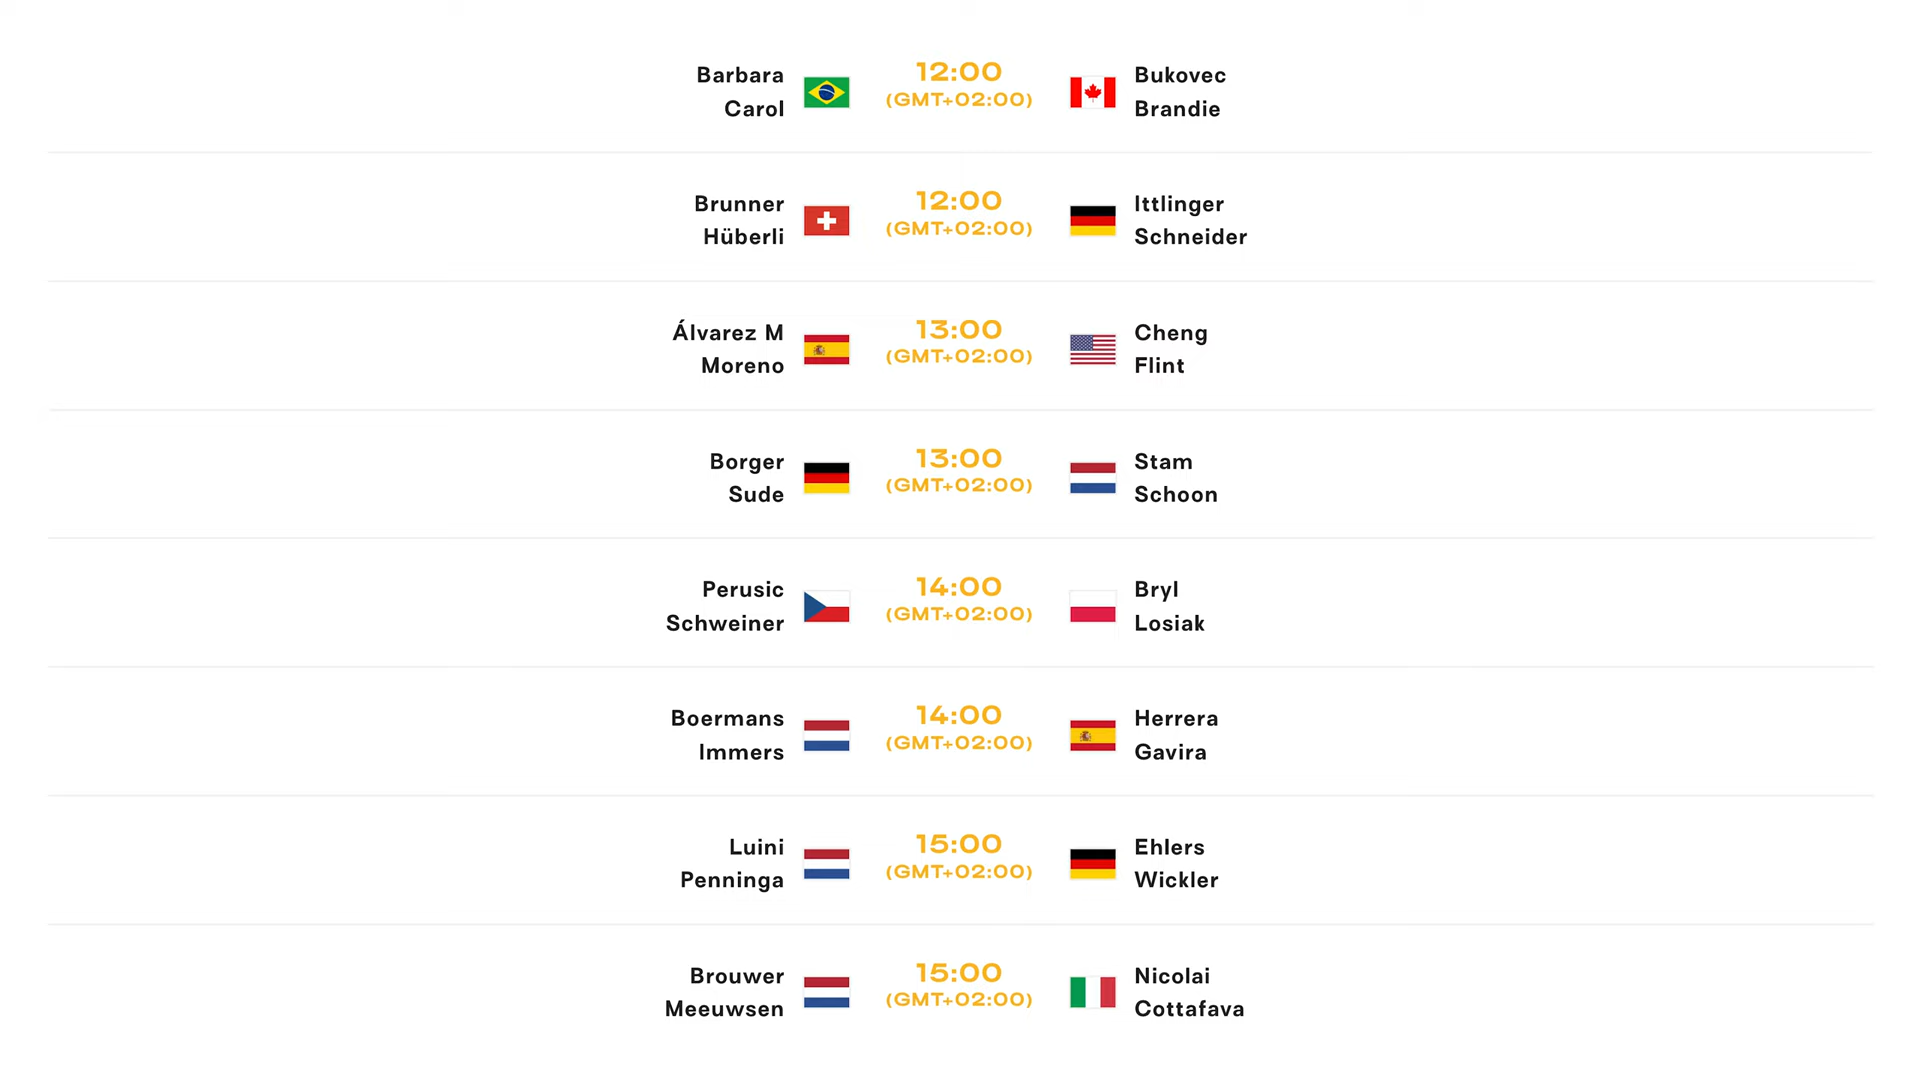 Barbara
Carol
12:00
(GMT+02:00)
Bukovec
Brandie
Brunner
Hüberli
12:00
(GMT+02:00)
Ittlinger
Schneider
Álvarez M
Moreno
13:00
(GMT+02:00)
Cheng
Flint
Borger
Sude
13:00
(GMT+02:00)
Stam
Schoon
Perusic
Schweiner
14:00
(GMT+02:00)
Bryl
Losiak
Boermans
Immers
14:00
(GMT+02:00)
Herrera
Gavira
Luini
Penninga
15:00
(GMT+02:00)
Ehlers
Wickler
Brouwer
Meeuwsen
15:00
(GMT+02:00)
Nicolai
Cottafava